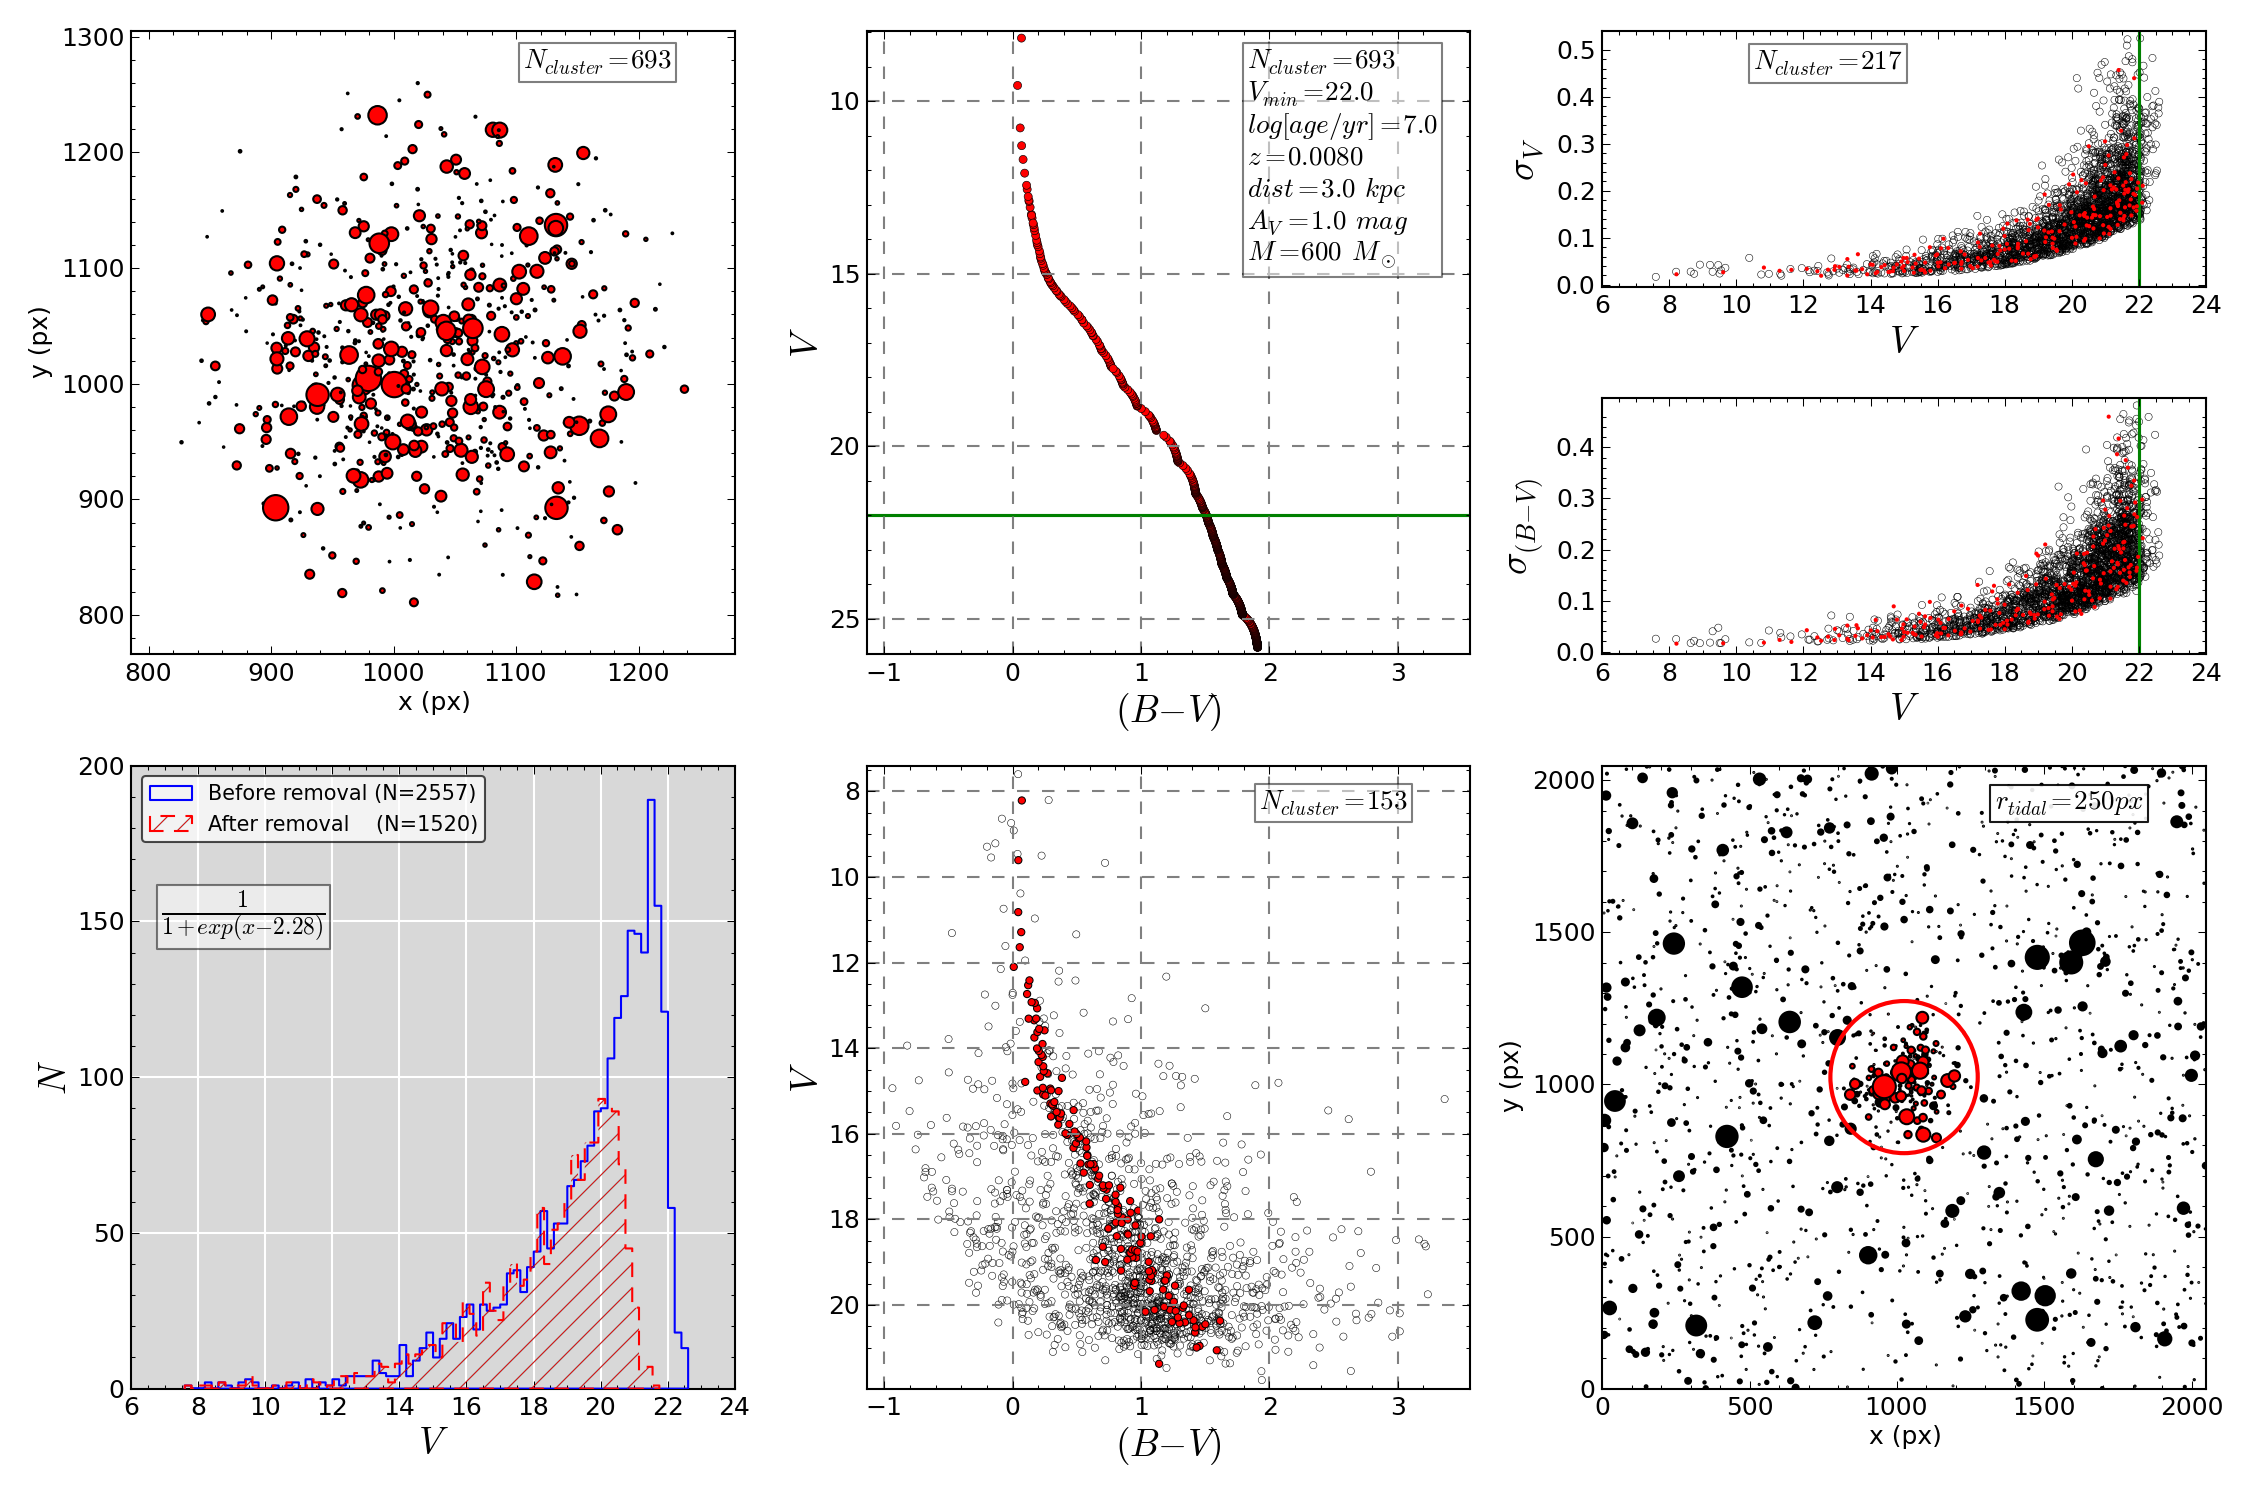 1300
1200
1100
1000
900
800
y (px)
800 900 1000 1100 1200
x (px)
N_cluster=693
10
15
20
25
V
−1 0 1 2 3
(B−V)
N_cluster=693
V_min=22.0
log[age/yr]=7.0
z=0.0080
dist=3.0 kpc
A_V=1.0 mag
M=600 M_⊙
0.5
0.4
0.3
0.2
0.1
0.0
σ_V
N_cluster=217
6 8 10 12 14 16 18 20 22 24
V
0.4
0.3
0.2
0.1
0.0
σ_(B−V)
6 8 10 12 14 16 18 20 22 24
V
200
150
100
50
0
N
Before removal (N=2557)
After removal (N=1520)
1
1+exp(x−2.28)
6 8 10 12 14 16 18 20 22 24
V
8
10
12
14
16
18
20
V
N_cluster=153
−1 0 1 2 3
(B−V)
2000
1500
1000
500
0
y (px)
r_tidal=250px
0 500 1000 1500 2000
x (px)